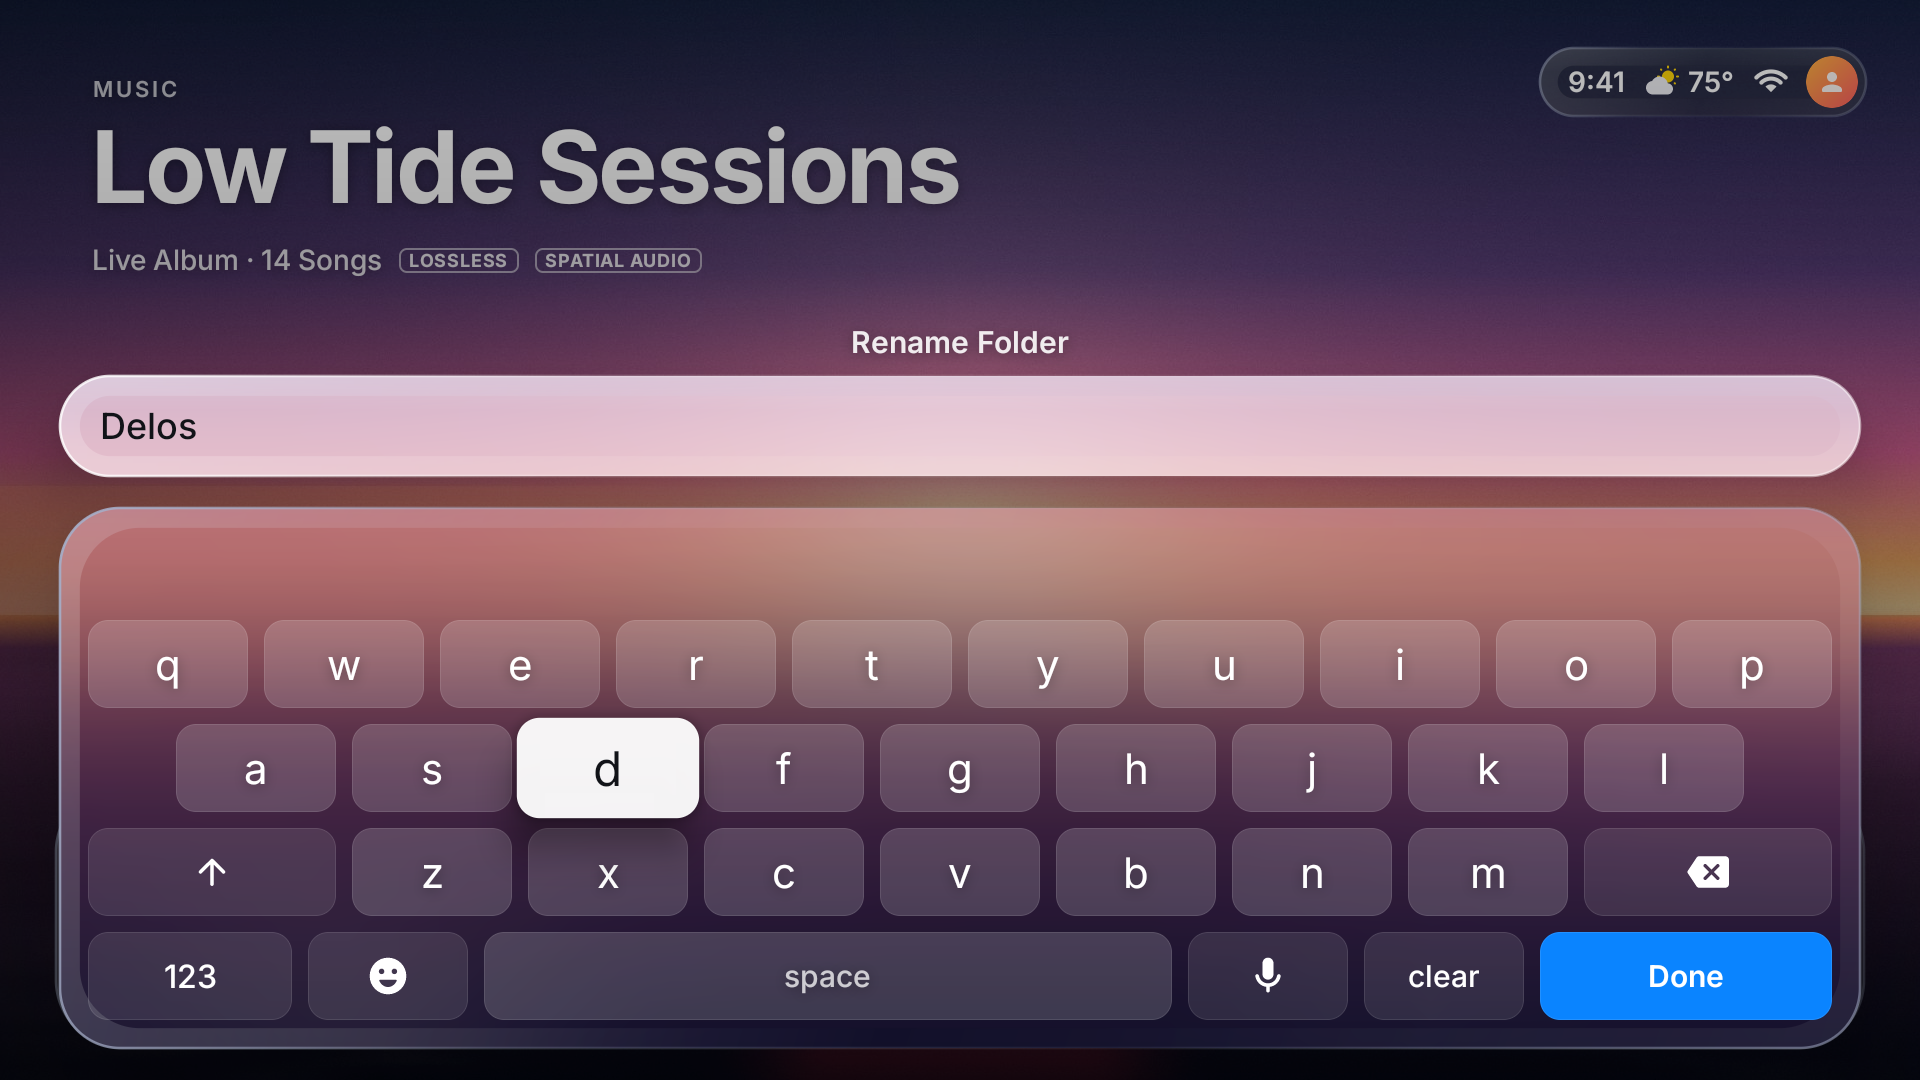 MUSIC
9:41 75°
Low Tide Sessions
Live Album · 14 Songs LOSSLESS SPATIAL AUDIO
Rename Folder
Delos
q w e r t y u i o p
a s d f g h j k l
z x c v b n m
123 space clear Done